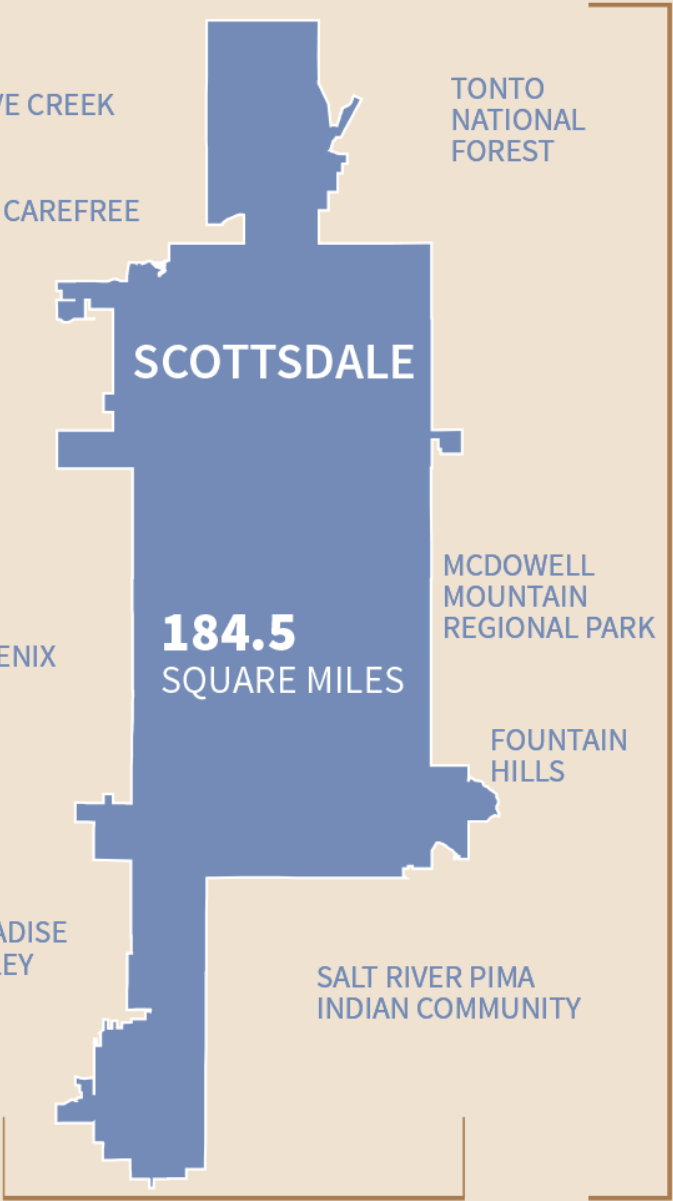 TONTO
NATIONAL
FOREST
VE CREEK
CAREFREE
SCOTTSDALE
MCDOWELL
MOUNTAIN
REGIONAL PARK
184.5
SQUARE MILES
ENIX
FOUNTAIN
HILLS
ADISE
LEY
SALT RIVER PIMA
INDIAN COMMUNITY